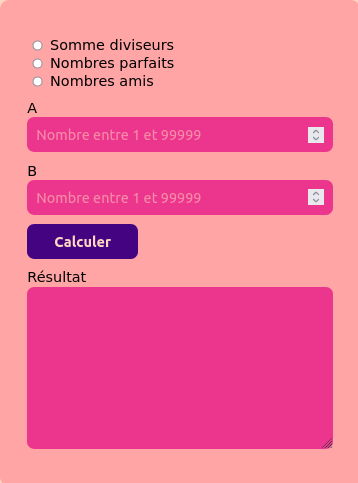 Somme diviseurs
Nombres parfaits
Nombres amis
A
Nombre entre 1 et 99999
B
Nombre entre 1 et 99999
Calculer
Résultat